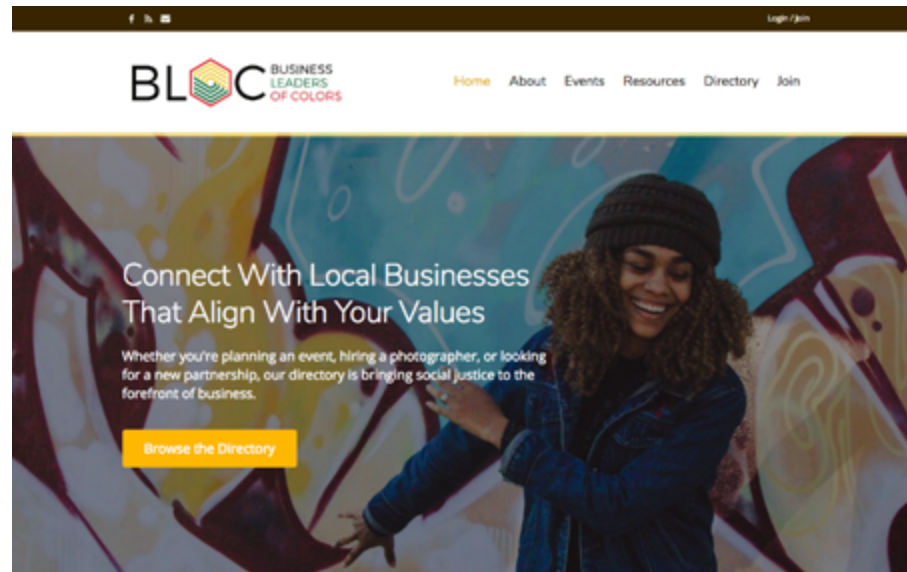 Login / Join
BLOC
BUSINESS
LEADERS
OF COLORS
Home About Events Resources Directory Join
Connect With Local Businesses
That Align With Your Values
Whether you're planning an event, hiring a photographer, or looking
for a new partnership, our directory is bringing social justice to the
forefront of business.
Browse the Directory